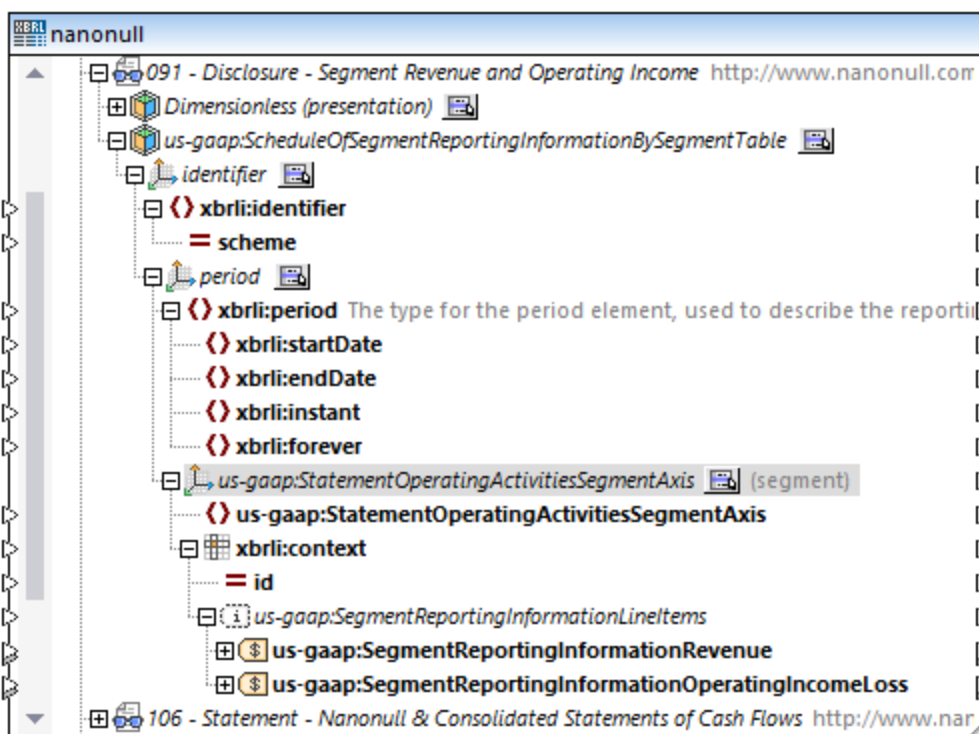 XBRL nanonull
091 - Disclosure - Segment Revenue and Operating Income http://www.nanonull.com
Dimensionless (presentation)
us-gaap:ScheduleOfSegmentReportingInformationBySegmentTable
identifier
{} xbrli:identifier
= scheme
period
{} xbrli:period The type for the period element, used to describe the reporti
{} xbrli:startDate
{} xbrli:endDate
{} xbrli:instant
{} xbrli:forever
us-gaap:StatementOperatingActivitiesSegmentAxis (segment)
{} us-gaap:StatementOperatingActivitiesSegmentAxis
xbrli:context
= id
{i} us-gaap:SegmentReportingInformationLineItems
$ us-gaap:SegmentReportingInformationRevenue
$ us-gaap:SegmentReportingInformationOperatingIncomeLoss
106 - Statement - Nanonull & Consolidated Statements of Cash Flows http://www.nar